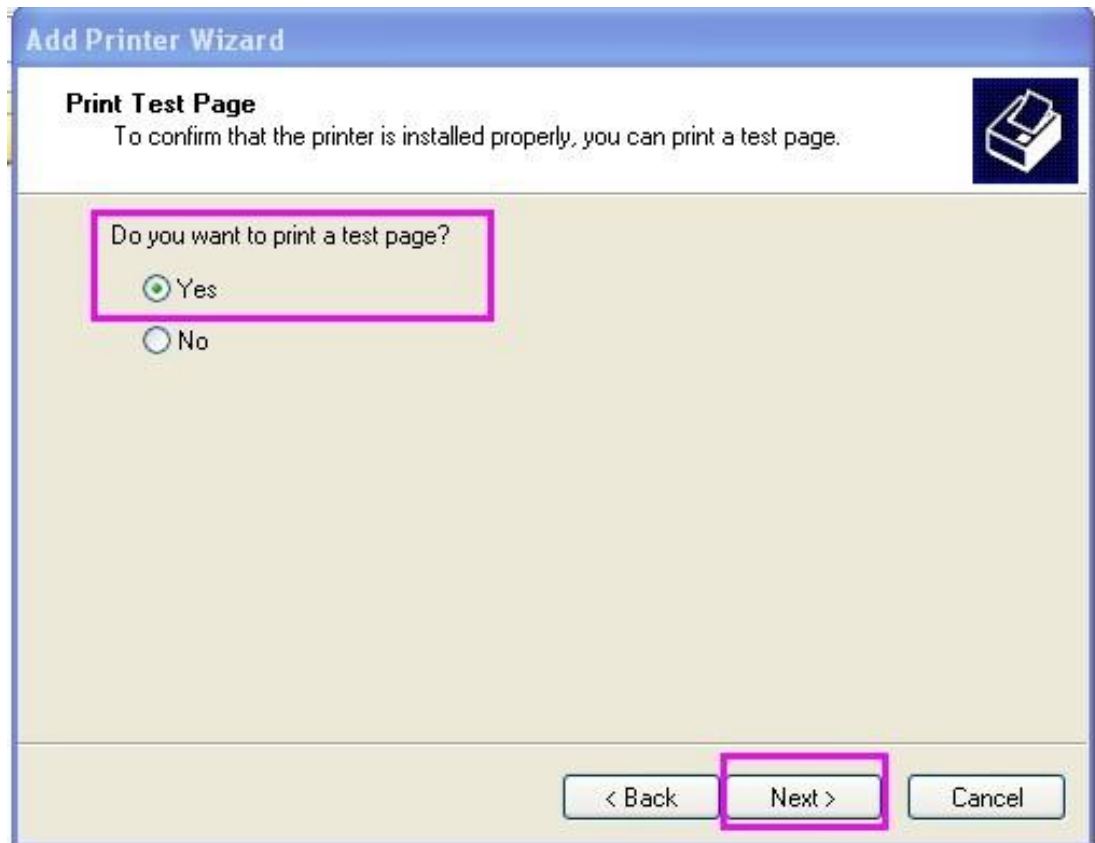 Add Printer Wizard
Print Test Page
To confirm that the printer is installed properly, you can print a test page.
Do you want to print a test page?
Yes
No
< Back Next > Cancel